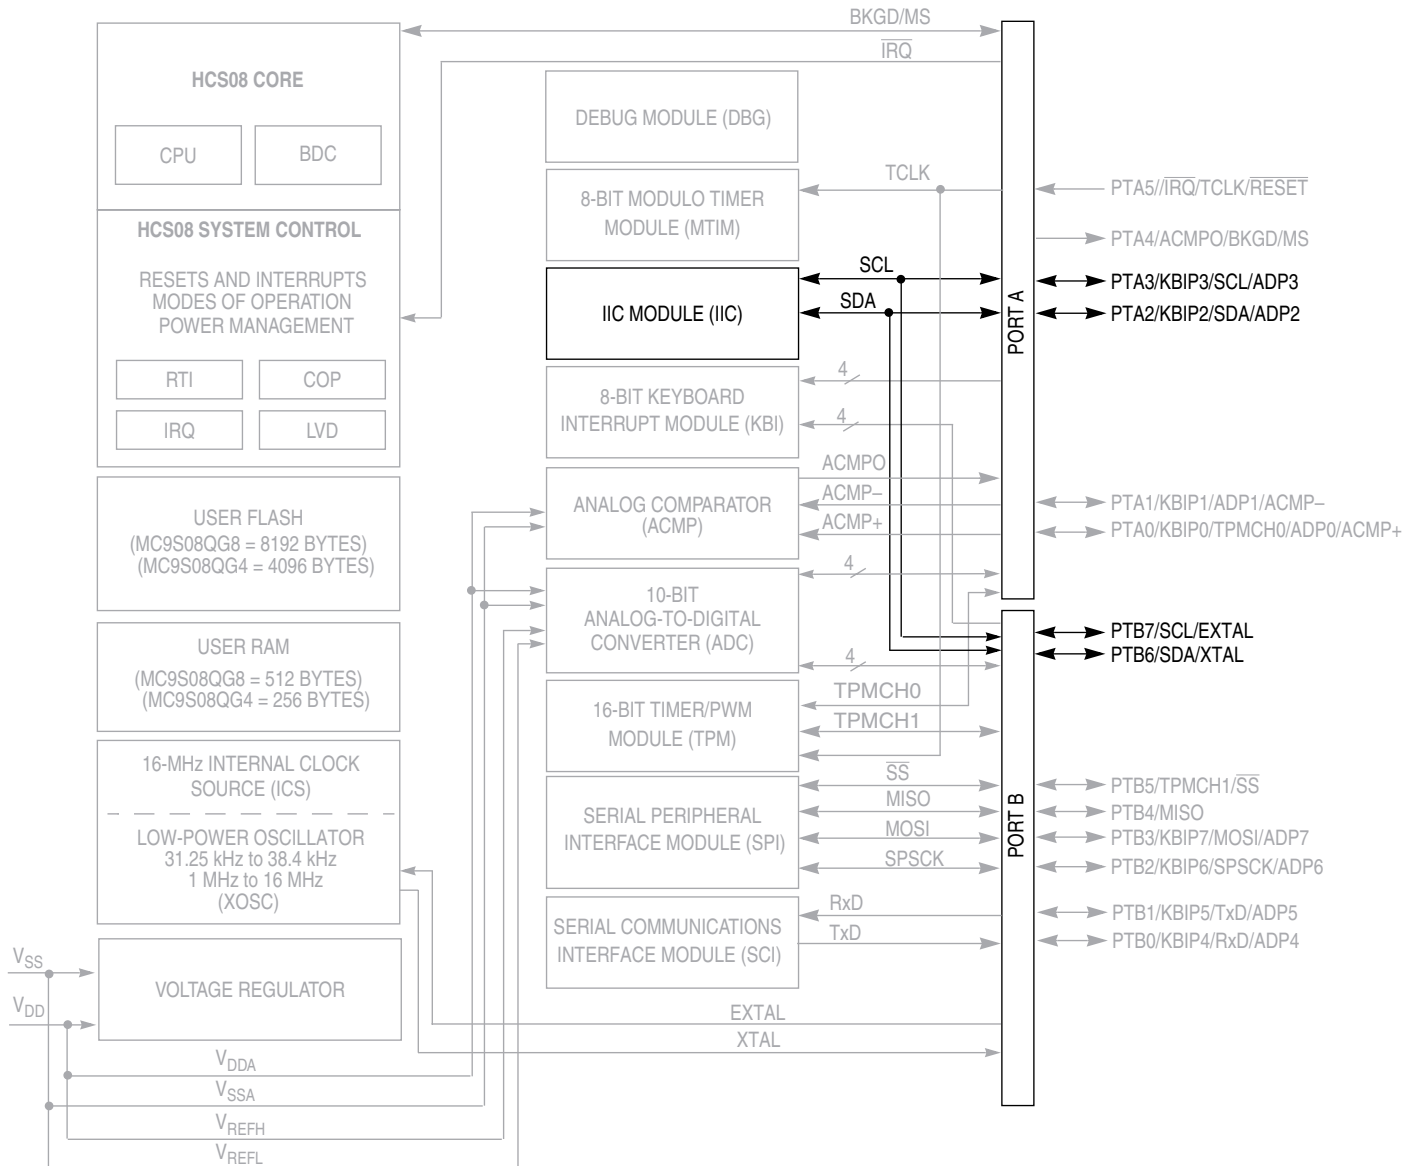 BKGD/MS
IRQ
HCS08 CORE
CPU
BDC
HCS08 SYSTEM CONTROL
RESETS AND INTERRUPTS
MODES OF OPERATION
POWER MANAGEMENT
RTI
COP
IRQ
LVD
USER FLASH
(MC9S08QG8 = 8192 BYTES)
(MC9S08QG4 = 4096 BYTES)
USER RAM
(MC9S08QG8 = 512 BYTES)
(MC9S08QG4 = 256 BYTES)
16-MHz INTERNAL CLOCK
SOURCE (ICS)
LOW-POWER OSCILLATOR
31.25 kHz to 38.4 kHz
1 MHz to 16 MHz
(XOSC)
VOLTAGE REGULATOR
VSS
VDD
VDDA
VSSA
VREFH
VREFL
DEBUG MODULE (DBG)
8-BIT MODULO TIMER
MODULE (MTIM)
IIC MODULE (IIC)
8-BIT KEYBOARD
INTERRUPT MODULE (KBI)
ANALOG COMPARATOR
(ACMP)
10-BIT
ANALOG-TO-DIGITAL
CONVERTER (ADC)
16-BIT TIMER/PWM
MODULE (TPM)
SERIAL PERIPHERAL
INTERFACE MODULE (SPI)
SERIAL COMMUNICATIONS
INTERFACE MODULE (SCI)
TCLK
SCL
SDA
4
4
ACMPO
ACMP–
ACMP+
4
4
TPMCH0
TPMCH1
SS
MISO
MOSI
SPSCK
RxD
TxD
EXTAL
XTAL
PORT A
PORT B
PTA5//IRQ/TCLK/RESET
PTA4/ACMPO/BKGD/MS
PTA3/KBIP3/SCL/ADP3
PTA2/KBIP2/SDA/ADP2
PTA1/KBIP1/ADP1/ACMP–
PTA0/KBIP0/TPMCH0/ADP0/ACMP+
PTB7/SCL/EXTAL
PTB6/SDA/XTAL
PTB5/TPMCH1/SS
PTB4/MISO
PTB3/KBIP7/MOSI/ADP7
PTB2/KBIP6/SPSCK/ADP6
PTB1/KBIP5/TxD/ADP5
PTB0/KBIP4/RxD/ADP4